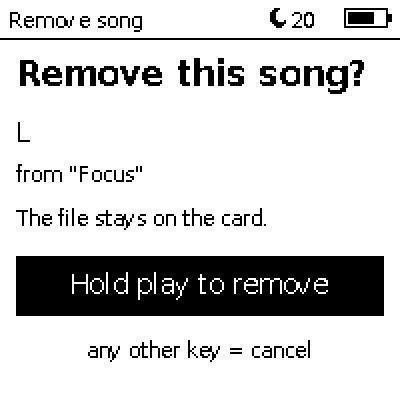 Remove song 20
Remove this song?
L
from "Focus"
The file stays on the card.
Hold play to remove
any other key = cancel